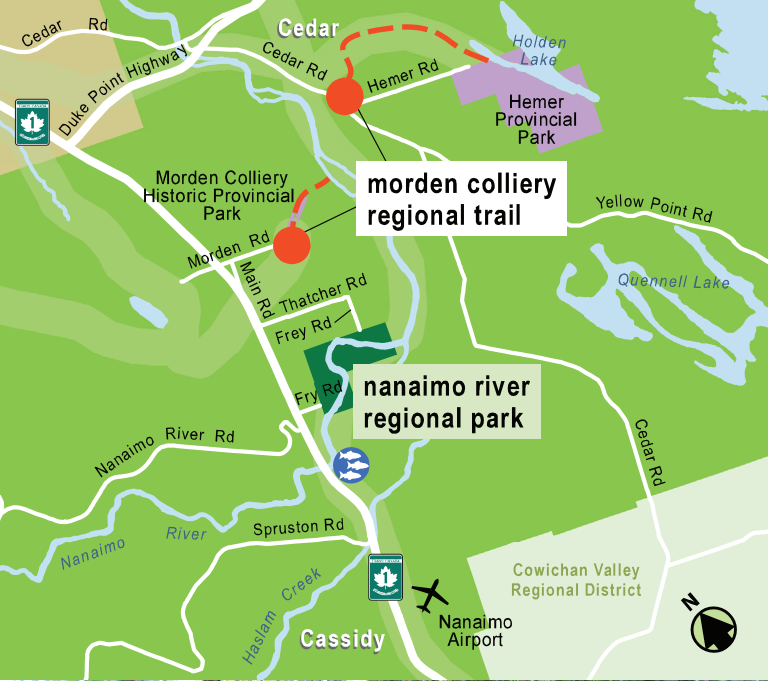 Cedar Rd
Cedar
Duke Point Highway
Cedar Rd
Hemer Rd
Holden
Lake
Hemer
Provincial
Park
1
Morden Colliery
Historic Provincial
Park
morden colliery
regional trail
Yellow Point Rd
Morden Rd
Main Rd
Quennell Lake
Thatcher Rd
Frey Rd
Fry Rd
nanaimo river
regional park
Nanaimo River Rd
Cedar Rd
Nanaimo River
Spruston Rd
Haslam Creek
1
Cowichan Valley
Regional District
Nanaimo
Airport
Cassidy
N